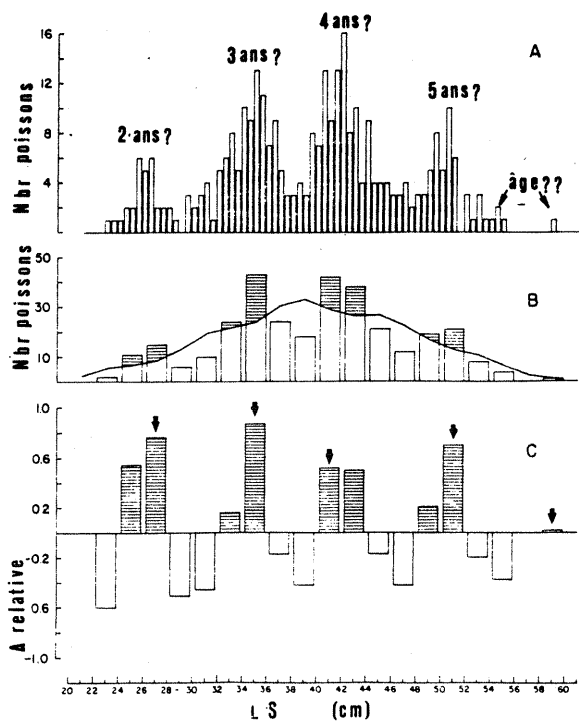 16
12
8
4
Nbr poissons
2 ans ?
3 ans ?
4 ans ?
5 ans ?
âge??
A
50
30
10
Nbr poissons
B
1.0
0.6
0.2
-0.2
0.6
-1.0
Δ relative
C
20 22 24 26 28 30 32 34 36 38 40 42 44 46 48 50 52 54 56 58 60
LS (cm)